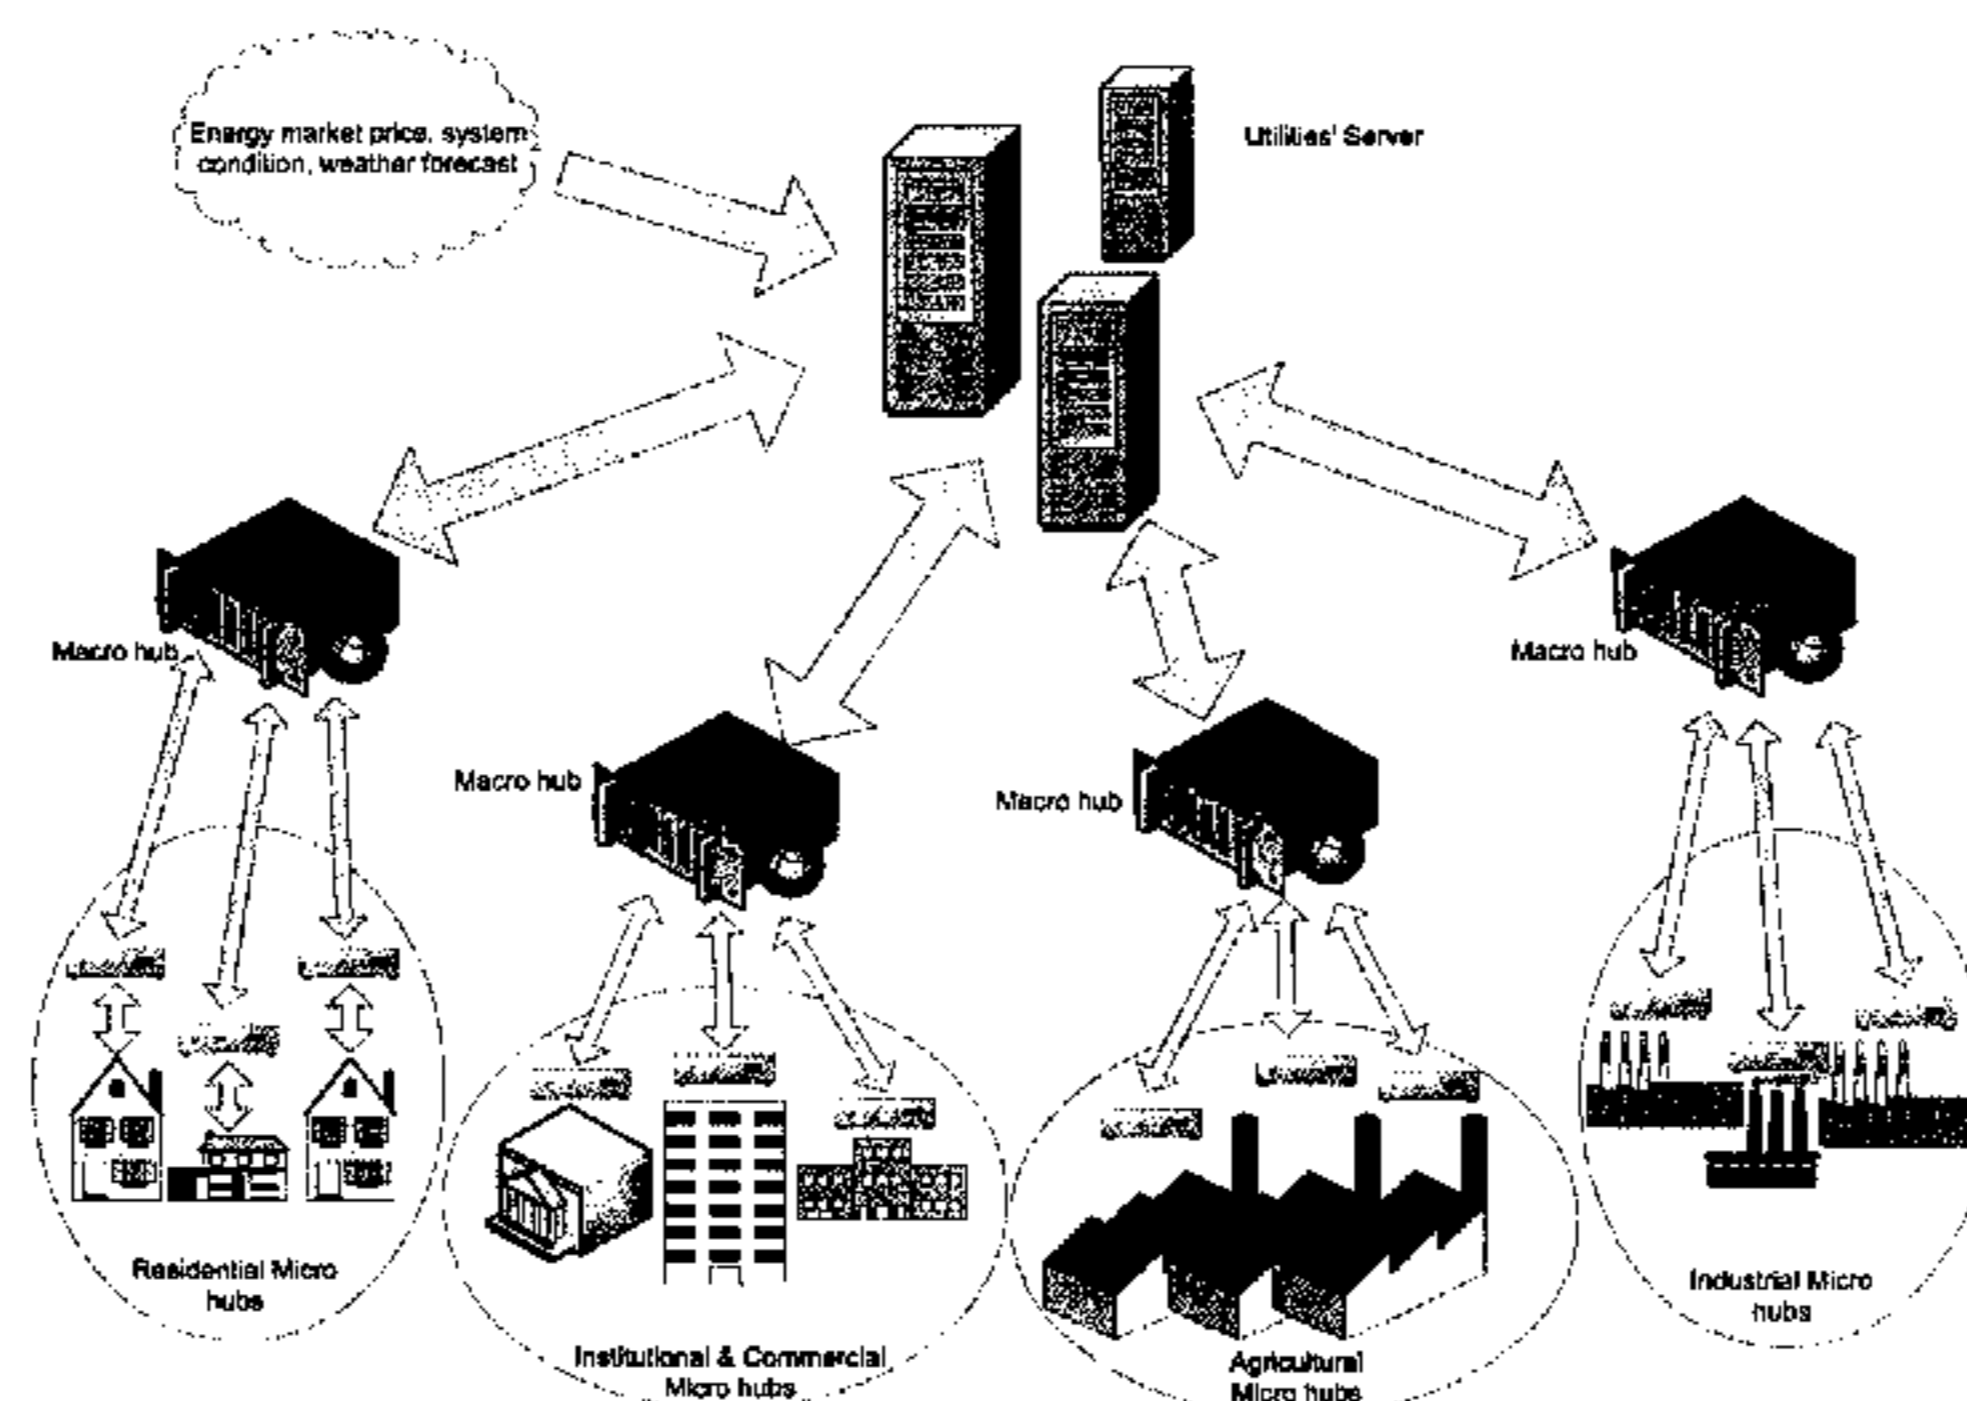 Energy market price, system
condition, weather forecast
Utilities' Server
Macro hub
Macro hub
Macro hub
Macro hub
Residential Micro
hubs
Institutional & Commercial
Micro hubs
Agricultural
Micro hubs
Industrial Micro
hubs